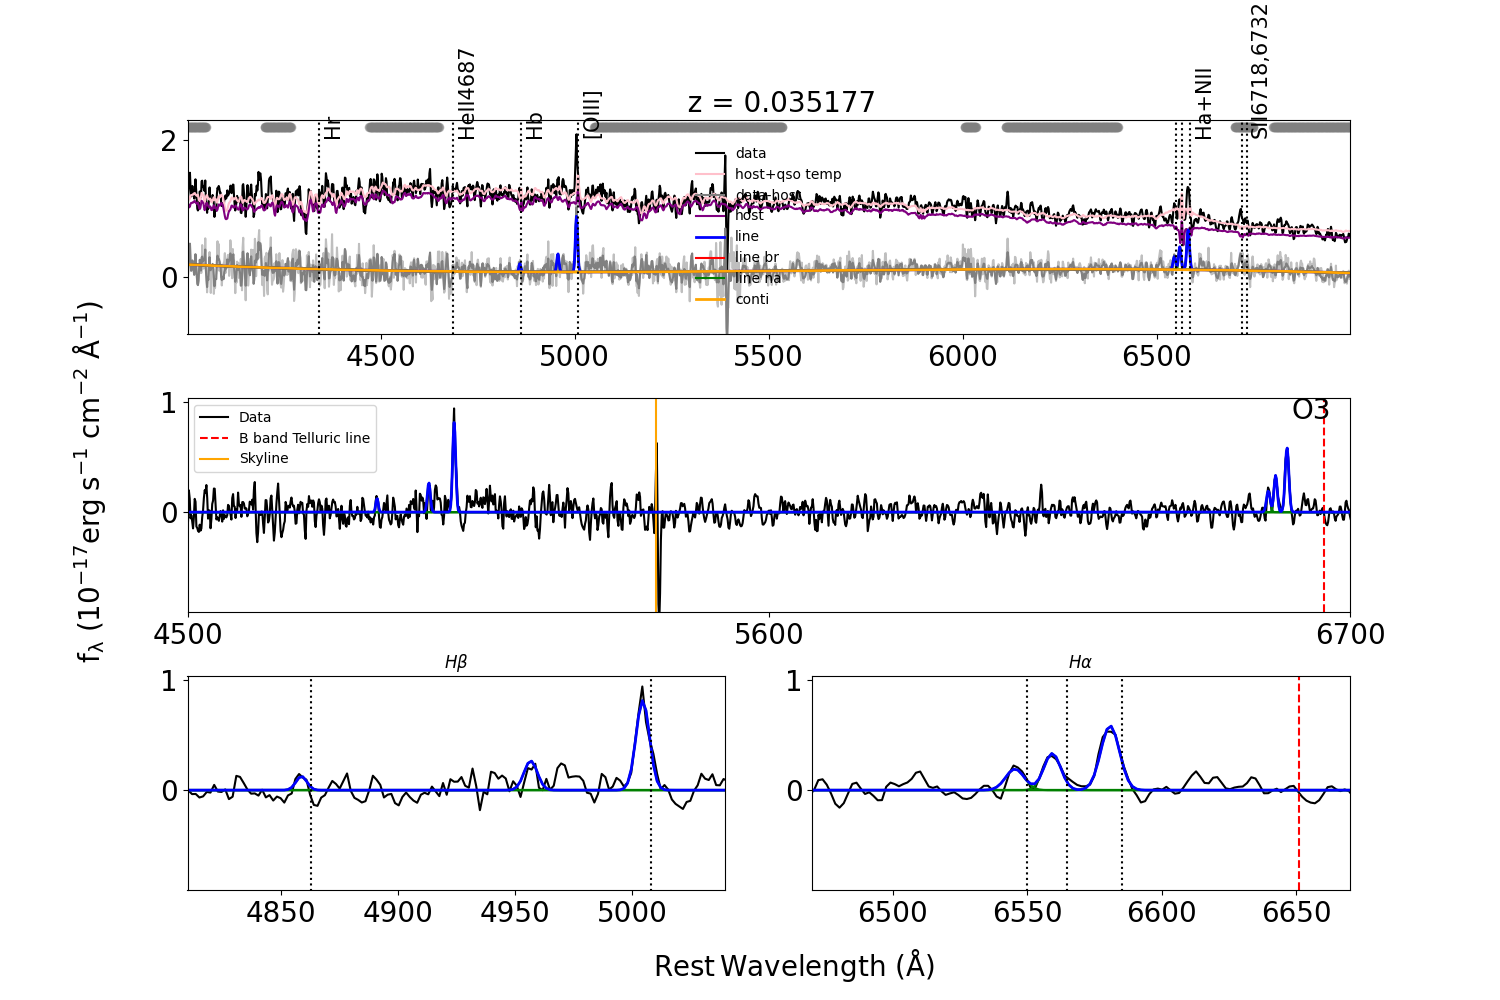 z = 0.035177
Hr
HeII4687
Hb
[OIII]
Ha+NII
SII6718,6732
2
0
data
host+qso temp
data-host
host
line
line br
line na
conti
4500 5000 5500 6000 6500
f_λ (10^−17 erg s^−1 cm^−2 Å^−1)
1
0
Data
B band Telluric line
Skyline
O3
4500 5600 6700
Hβ
1
0
4850 4900 4950 5000
Hα
1
0
6500 6550 6600 6650
Rest Wavelength (Å)